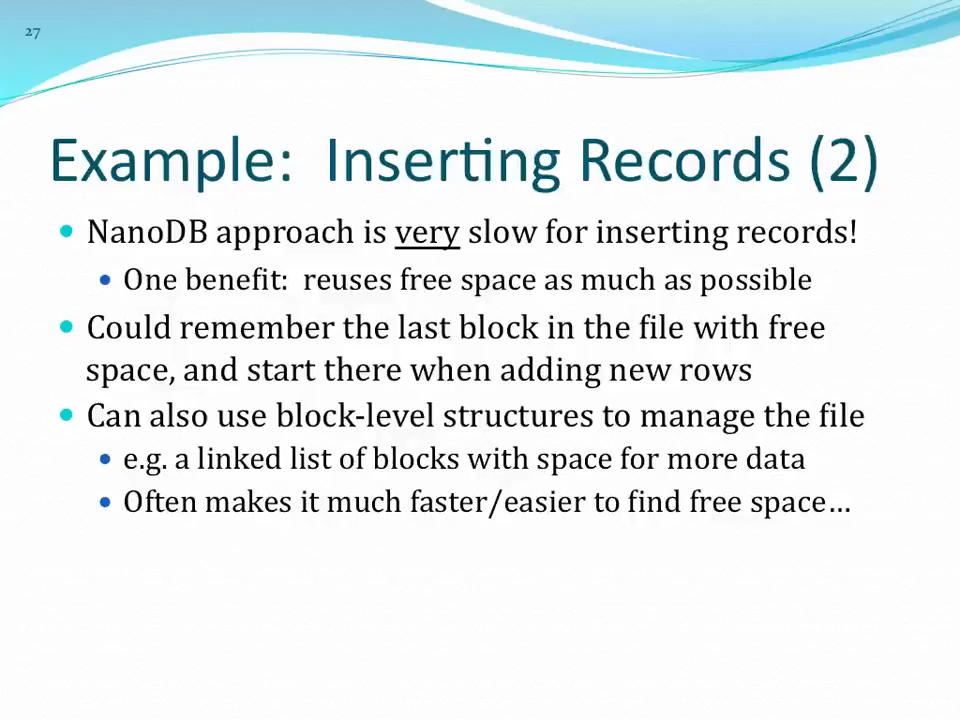 27
Example: Inserting Records (2)
• NanoDB approach is very slow for inserting records!
• One benefit: reuses free space as much as possible
• Could remember the last block in the file with free
space, and start there when adding new rows
• Can also use block-level structures to manage the file
• e.g. a linked list of blocks with space for more data
• Often makes it much faster/easier to find free space…